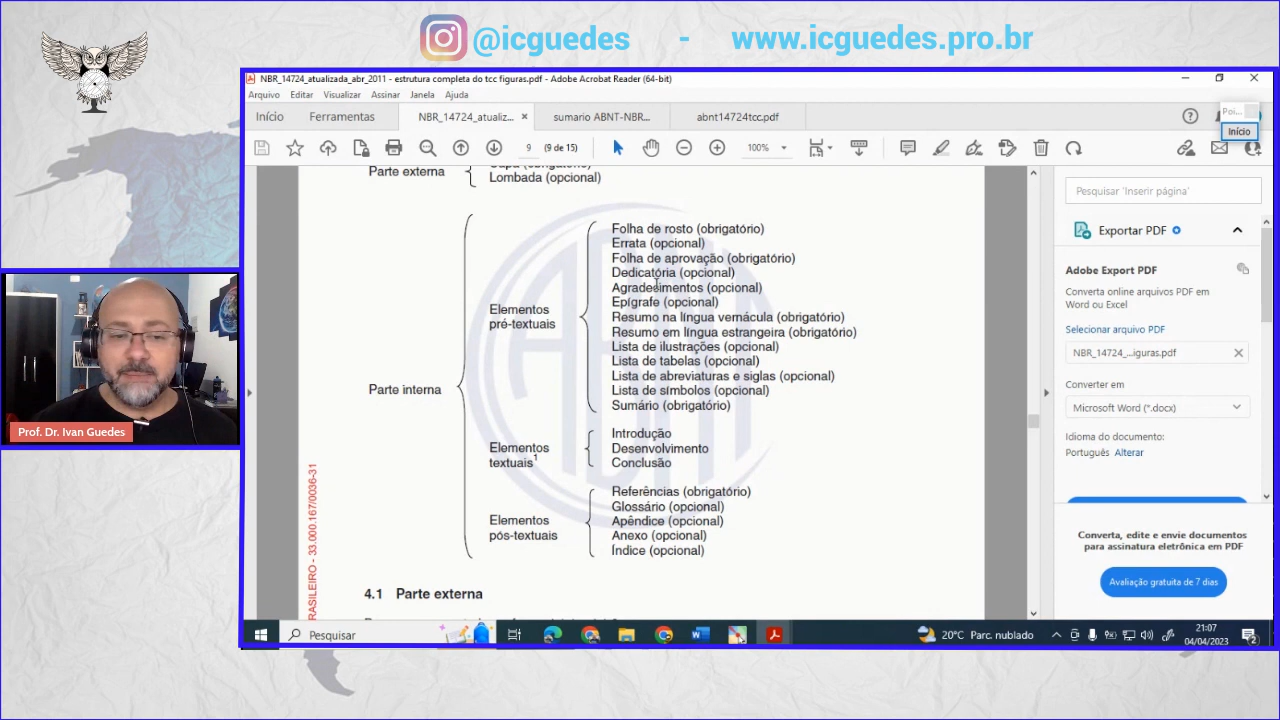 @icguedes - www.icguedes.pro.br
NBR_14724_atualizada_abr_2011 - estrutura completa do tcc figuras.pdf - Adobe Acrobat Reader (64-bit)
Arquivo Editar Visualizar Assinar Janela Ajuda
Início Ferramentas NBR_14724_atualiz... × sumario ABNT-NBR... abnt14724tcc.pdf
Poi...
Início
9 (9 de 15) 100%
Parte externa
Lombada (opcional)
Parte interna
Elementos
pré-textuais
Folha de rosto (obrigatório)
Errata (opcional)
Folha de aprovação (obrigatório)
Dedicatória (opcional)
Agradecimentos (opcional)
Epígrafe (opcional)
Resumo na língua vernácula (obrigatório)
Resumo em língua estrangeira (obrigatório)
Lista de ilustrações (opcional)
Lista de tabelas (opcional)
Lista de abreviaturas e siglas (opcional)
Lista de símbolos (opcional)
Sumário (obrigatório)
Elementos
textuais1
Introdução
Desenvolvimento
Conclusão
Elementos
pós-textuais
Referências (obrigatório)
Glossário (opcional)
Apêndice (opcional)
Anexo (opcional)
Índice (opcional)
4.1 Parte externa
RASILEIRO - 33.000.167/0036-31
Pesquisar 'Inserir página'
Exportar PDF
Adobe Export PDF
Converta online arquivos PDF em
Word ou Excel
Selecionar arquivo PDF
NBR_14724_...iguras.pdf
Converter em
Microsoft Word (*.docx)
Idioma do documento:
Português Alterar
Converta, edite e envie documentos
para assinatura eletrônica em PDF
Avaliação gratuita de 7 dias
Prof. Dr. Ivan Guedes
Pesquisar
20°C Parc. nublado
21:07
04/04/2023
2